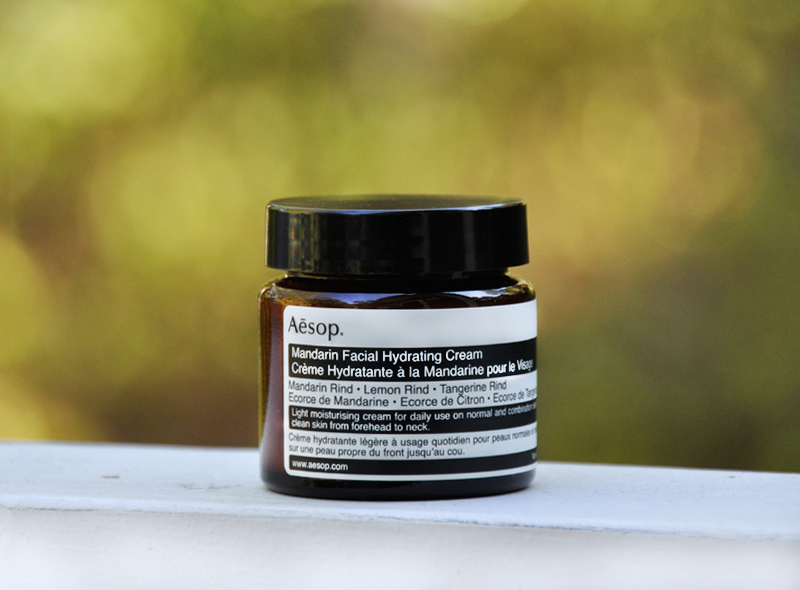 Aēsop.
Mandarin Facial Hydrating Cream
Crème Hydratante à la Mandarine pour le Visage
Mandarin Rind • Lemon Rind • Tangerine Rind
Ecorce de Mandarine • Ecorce de Citron • Ecorce de
Light moisturising cream for daily use on normal and combination
clean skin from forehead to neck.
Crème hydratante légère à usage quotidien pour peaux normales
sur une peau propre du front jusqu'au cou.
www.aesop.com